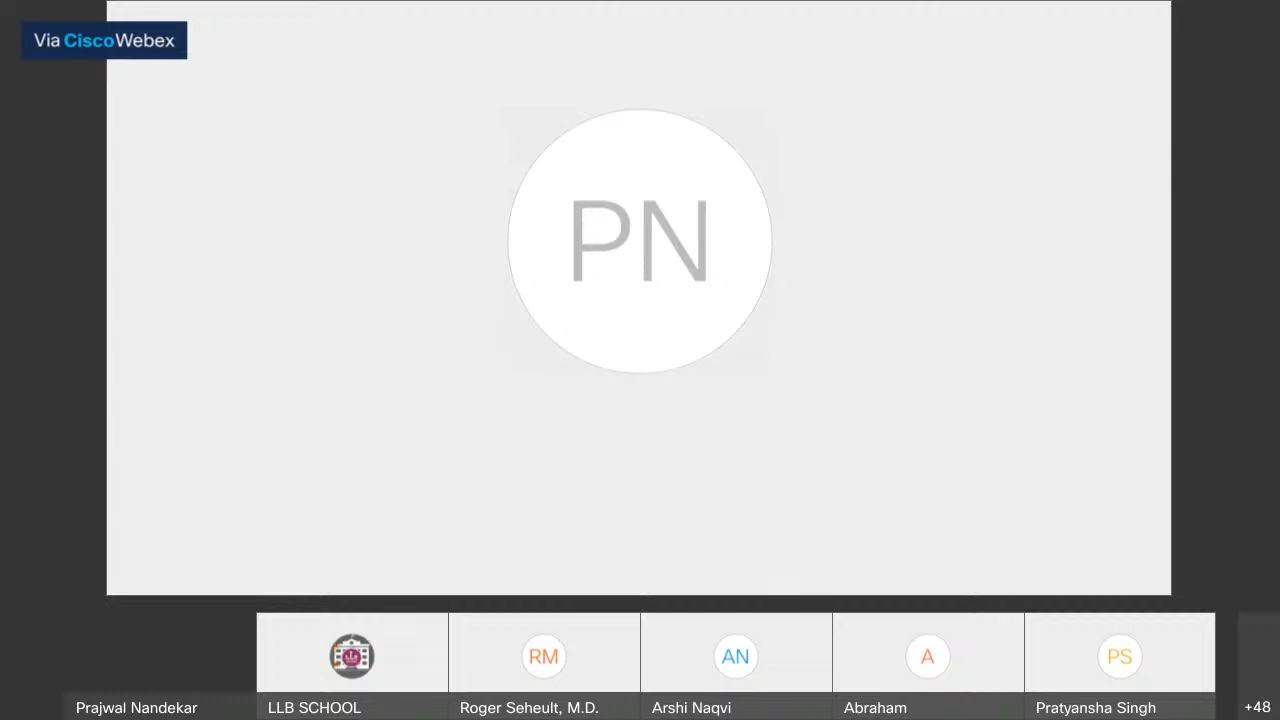 Via CiscoWebex
PN
RM
AN
A
PS
Prajwal Nandekar
LLB SCHOOL
Roger Seheult, M.D.
Arshi Naqvi
Abraham
Pratyansha Singh
+48